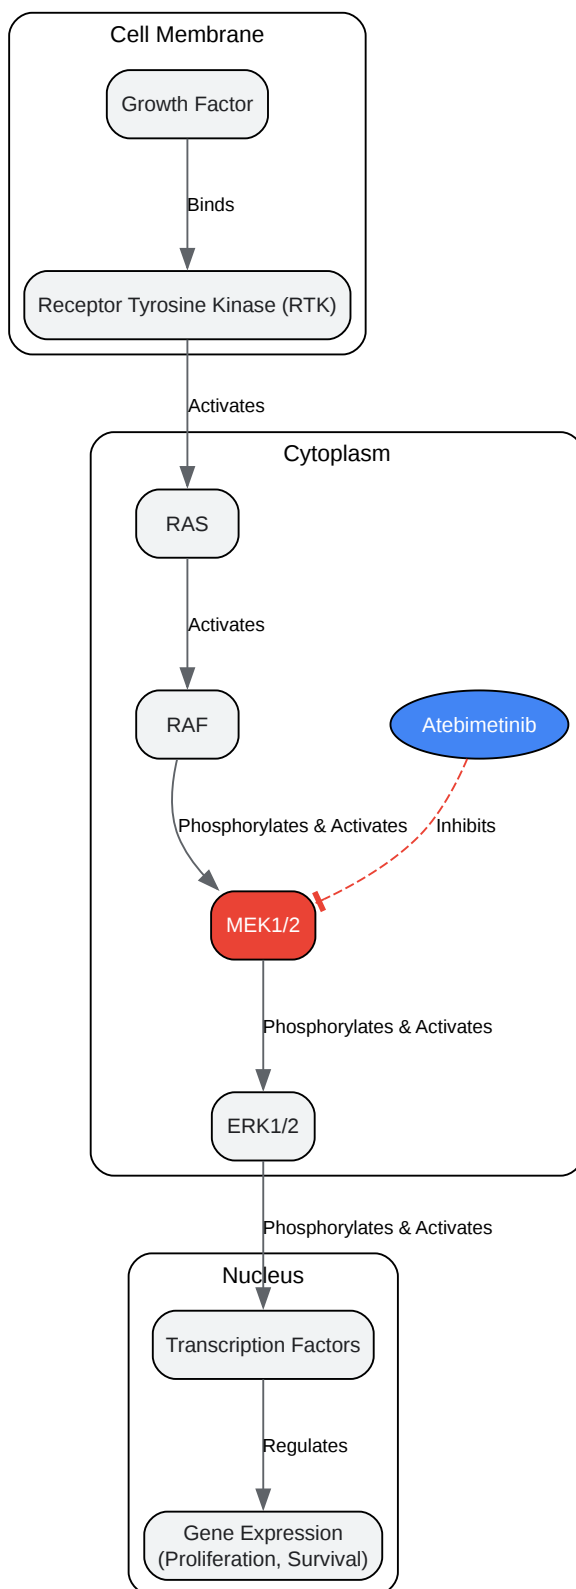 Cell Membrane
Growth Factor
Binds
Receptor Tyrosine Kinase (RTK)
Activates
Cytoplasm
RAS
Activates
RAF
Atebimetinib
Phosphorylates & Activates
Inhibits
MEK1/2
Phosphorylates & Activates
ERK1/2
Phosphorylates & Activates
Nucleus
Transcription Factors
Regulates
Gene Expression
(Proliferation, Survival)